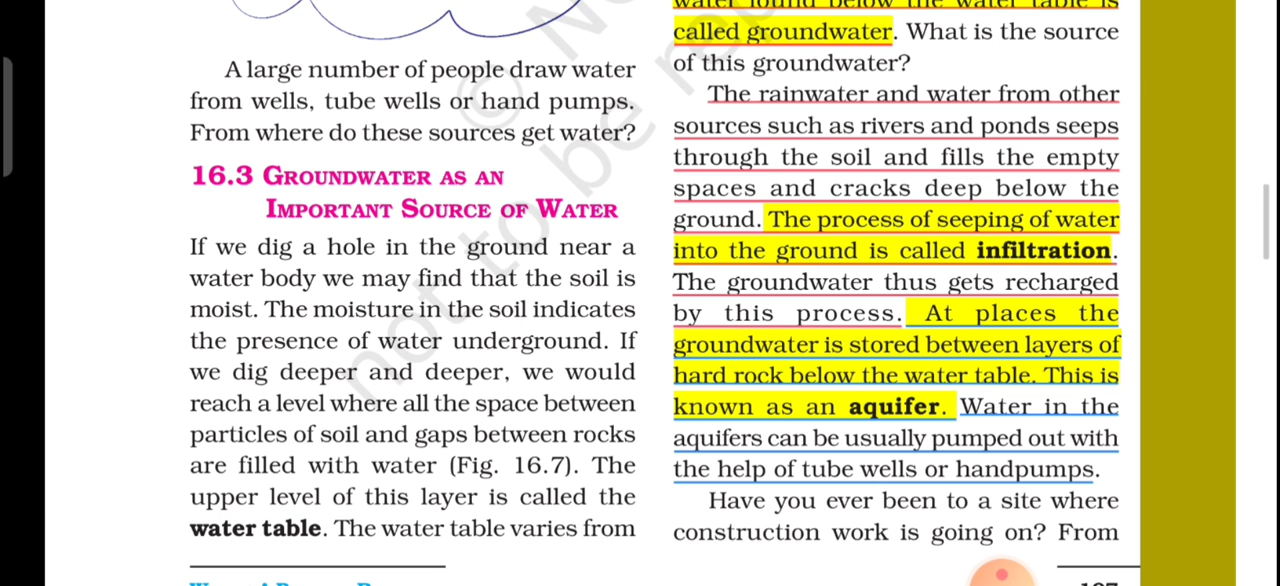 A large number of people draw water
from wells, tube wells or hand pumps.
From where do these sources get water?
16.3 GROUNDWATER AS AN
IMPORTANT SOURCE OF WATER
If we dig a hole in the ground near a
water body we may find that the soil is
moist. The moisture in the soil indicates
the presence of water underground. If
we dig deeper and deeper, we would
reach a level where all the space between
particles of soil and gaps between rocks
are filled with water (Fig. 16.7). The
upper level of this layer is called the
water table. The water table varies from
water found below the water table is
called groundwater. What is the source
of this groundwater?
The rainwater and water from other
sources such as rivers and ponds seeps
through the soil and fills the empty
spaces and cracks deep below the
ground. The process of seeping of water
into the ground is called infiltration.
The groundwater thus gets recharged
by this process. At places the
groundwater is stored between layers of
hard rock below the water table. This is
known as an aquifer. Water in the
aquifers can be usually pumped out with
the help of tube wells or handpumps.
Have you ever been to a site where
construction work is going on? From
not to be